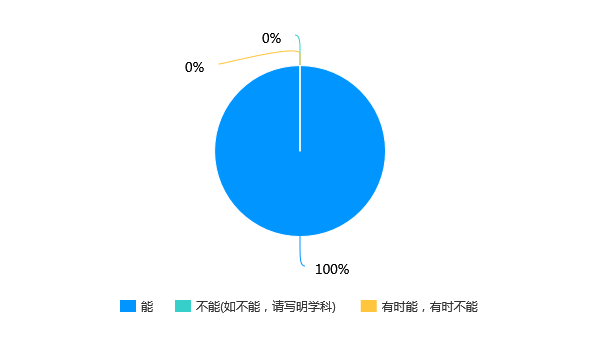 0%
0%
100%
能
不能(如不能，请写明学科)
有时能，有时不能